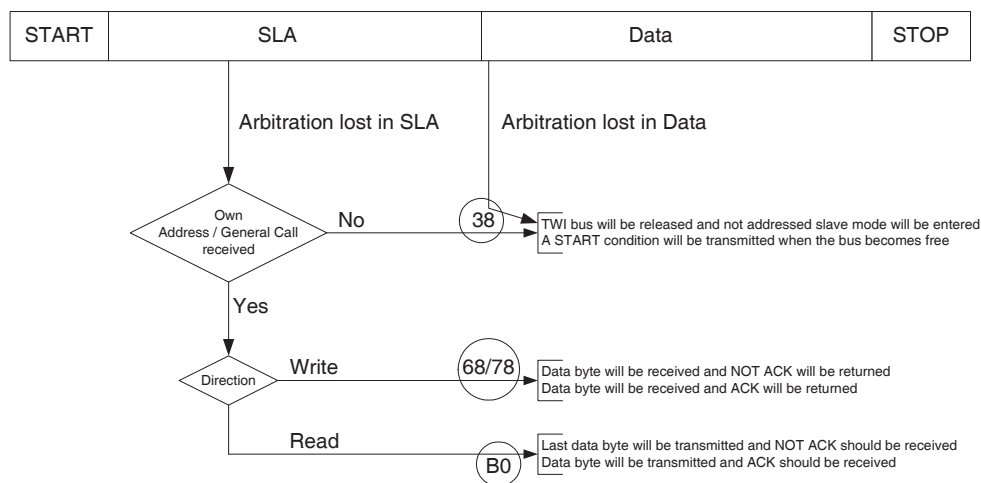 START
SLA
Data
STOP
Arbitration lost in SLA
Arbitration lost in Data
Own
Address / General Call
received
No
38
TWI bus will be released and not addressed slave mode will be entered
A START condition will be transmitted when the bus becomes free
Yes
Direction
Write
68/78
Data byte will be received and NOT ACK will be returned
Data byte will be received and ACK will be returned
Read
B0
Last data byte will be transmitted and NOT ACK should be received
Data byte will be transmitted and ACK should be received